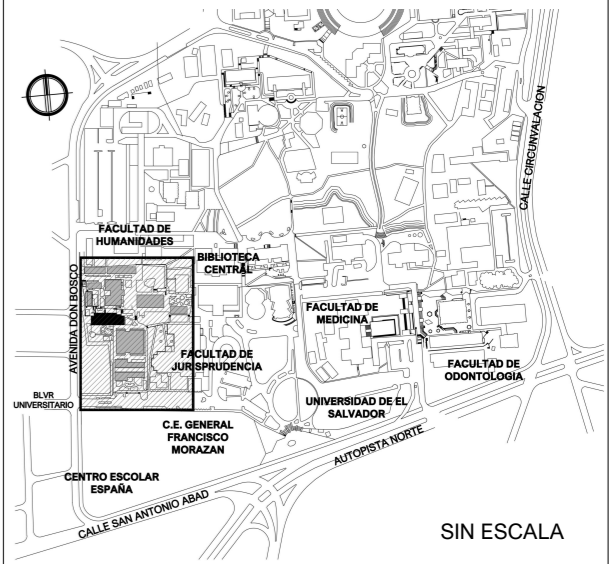 CALLE CIRCUNVALACION
FACULTAD DE
HUMANIDADES
BIBLIOTECA
CENTRAL
AVENIDA DON BOSCO
FACULTAD DE
MEDICINA
FACULTAD DE
JURISPRUDENCIA
FACULTAD DE
ODONTOLOGIA
BLVR
UNIVERSITARIO
UNIVERSIDAD DE EL
SALVADOR
C.E. GENERAL
FRANCISCO
MORAZAN
AUTOPISTA NORTE
CENTRO ESCOLAR
ESPAÑA
CALLE SAN ANTONIO ABAD
SIN ESCALA